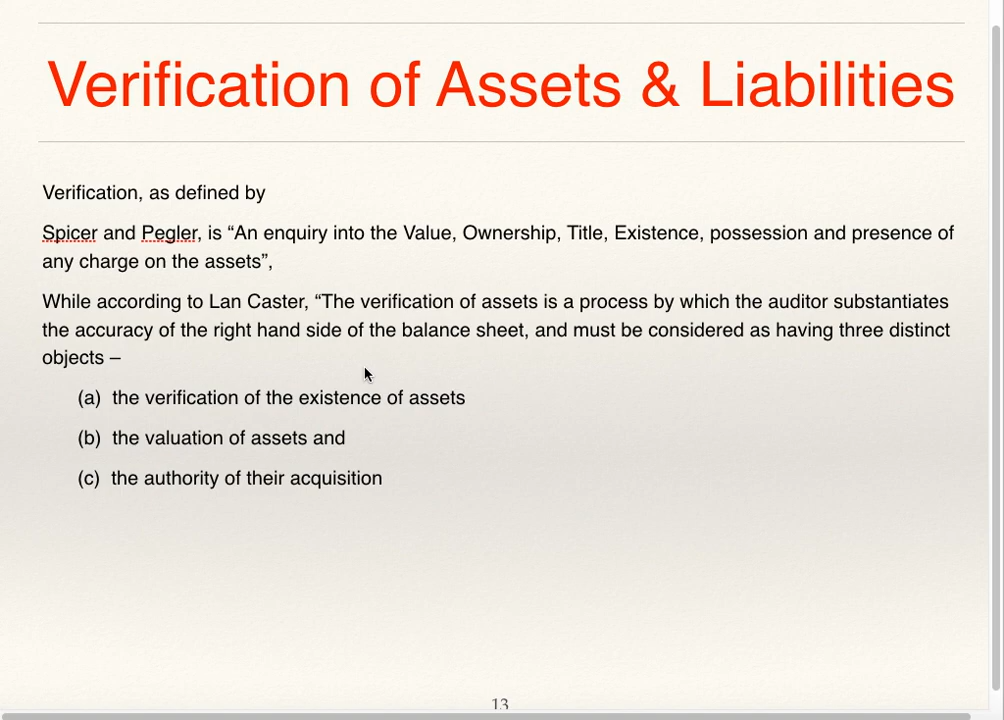 Verification of Assets & Liabilities
Verification, as defined by
Spicer and Pegler, is “An enquiry into the Value, Ownership, Title, Existence, possession and presence of
any charge on the assets”,
While according to Lan Caster, “The verification of assets is a process by which the auditor substantiates
the accuracy of the right hand side of the balance sheet, and must be considered as having three distinct
objects –
(a) the verification of the existence of assets
(b) the valuation of assets and
(c) the authority of their acquisition
13